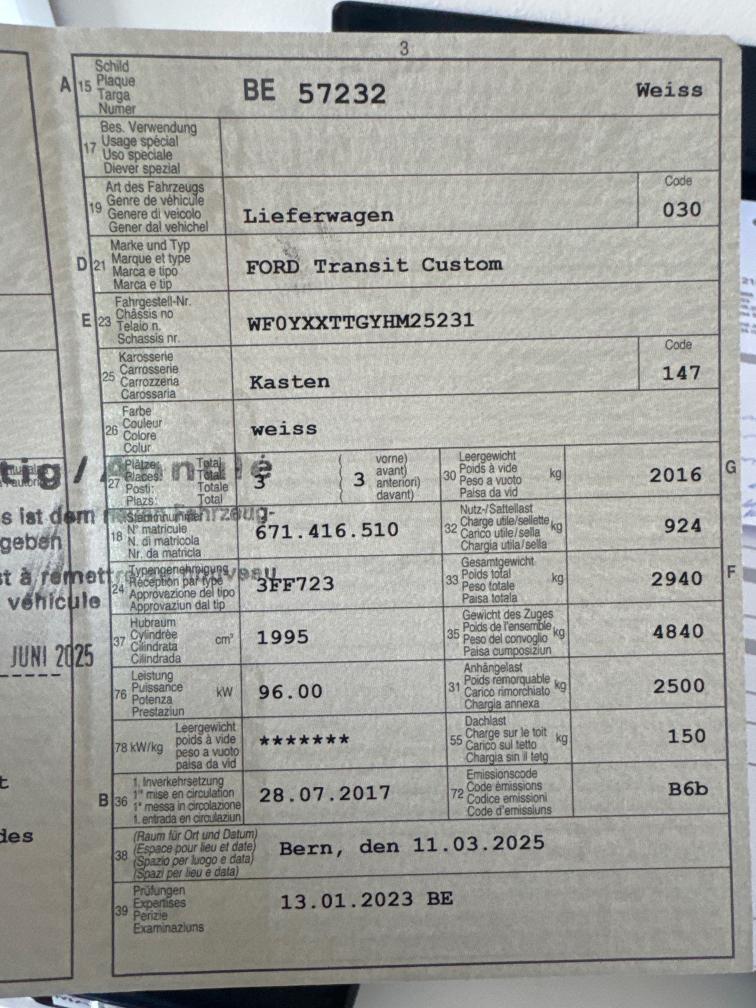 3
A 15 Schild
Plaque
Targa
Numer
BE 57232 Weiss
17 Bes. Verwendung
Usage spécial
Uso speciale
Diever spezial
19 Art des Fahrzeugs
Genre de véhicule
Genere di veicolo
Gener dal vehichel
Lieferwagen
Code
030
D 21 Marke und Typ
Marque et type
Marca e tipo
Marca e tip
FORD Transit Custom
E 23 Fahrgestell-Nr.
Châssis no
Telaio n.
Schassis nr.
WF0YXXTTGYHM25231
25 Karosserie
Carrosserie
Carrozzeria
Carossaria
Kasten
Code
147
26 Farbe
Couleur
Colore
Colur
weiss
27 Plätze: Total
Places: Total
Posti: Totale
Plazs: Total
3
3
vorne)
avant)
anteriori)
davant)
30 Leergewicht
Poids à vide
Peso a vuoto
Paisa da vid
kg
2016 G
18 Stammnummer
N° matricule
N. di matricola
Nr. da matricla
671.416.510
32 Nutz-/Sattellast
Charge utile/sellette
Carico utile/sella
Chargia utila/sella
kg
924
24 Typengenehmigung
Réception par type
Approvazione del tipo
Approvaziun dal tip
3FF723
33 Gesamtgewicht
Poids total
Peso totale
Paisa totala
kg
2940 F
37 Hubraum
Cylindrée
Cilindrata
Cilindrada
cm³
1995
35 Gewicht des Zuges
Poids de l'ensemble
Peso del convoglio
Paisa cumposiziun
kg
4840
76 Leistung
Puissance
Potenza
Prestaziun
kW
96.00
31 Anhängelast
Poids remorquable
Carico rimorchiato
Chargia annexa
kg
2500
78 kW/kg
Leergewicht
poids à vide
peso a vuoto
paisa da vid
*******
55 Dachlast
Charge sur le toit
Carico sul tetto
Chargia sin il tetg
kg
150
B 36 1. Inverkehrsetzung
1re mise en circulation
1a messa in circolazione
1. entrada en circulaziun
28.07.2017
72 Emissionscode
Code émissions
Codice emissioni
Code d'emissiuns
B6b
38 (Raum für Ort und Datum)
(Espace pour lieu et date)
(Spazio per luogo e data)
(Spazi per lieu e data)
Bern, den 11.03.2025
39 Prüfungen
Expertises
Perizie
Examinaziuns
13.01.2023 BE
s ist dem neuen Fahrzeug-
geben
st à remettre
véhicule
JUNI 2025